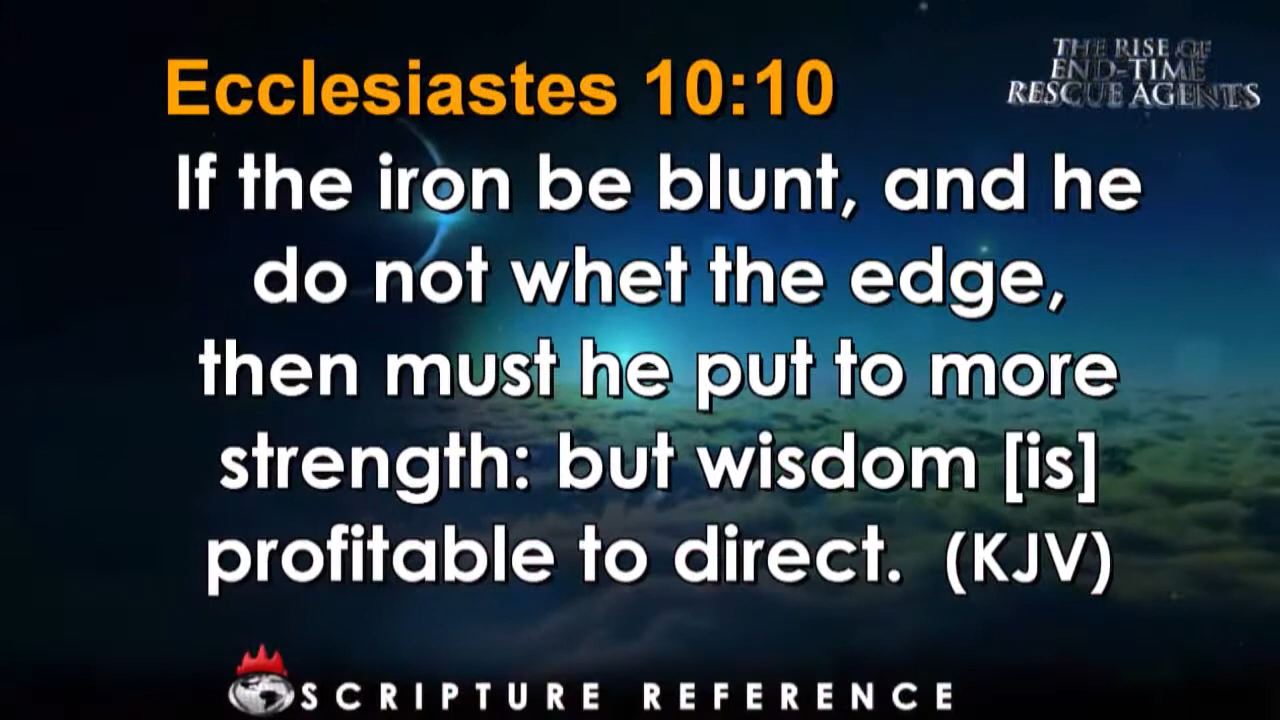 Ecclesiastes 10:10
THE RISE OF
END-TIME
RESCUE AGENTS
If the iron be blunt, and he
do not whet the edge,
then must he put to more
strength: but wisdom [is]
profitable to direct. (KJV)
SCRIPTURE REFERENCE